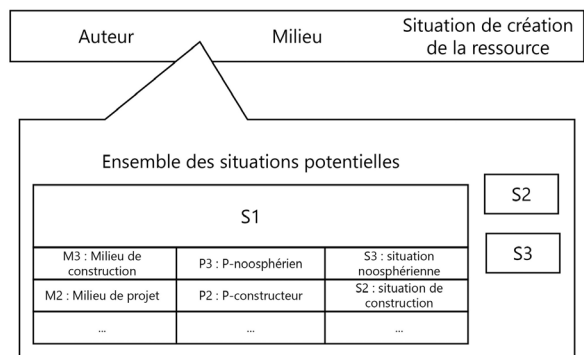 Auteur
Milieu
Situation de création
de la ressource
Ensemble des situations potentielles
S1
S2
S3
M3 : Milieu de
construction
P3 : P-noosphérien
S3 : situation
noosphérienne
M2 : Milieu de projet
P2 : P-constructeur
S2 : situation de
construction
...
...
...